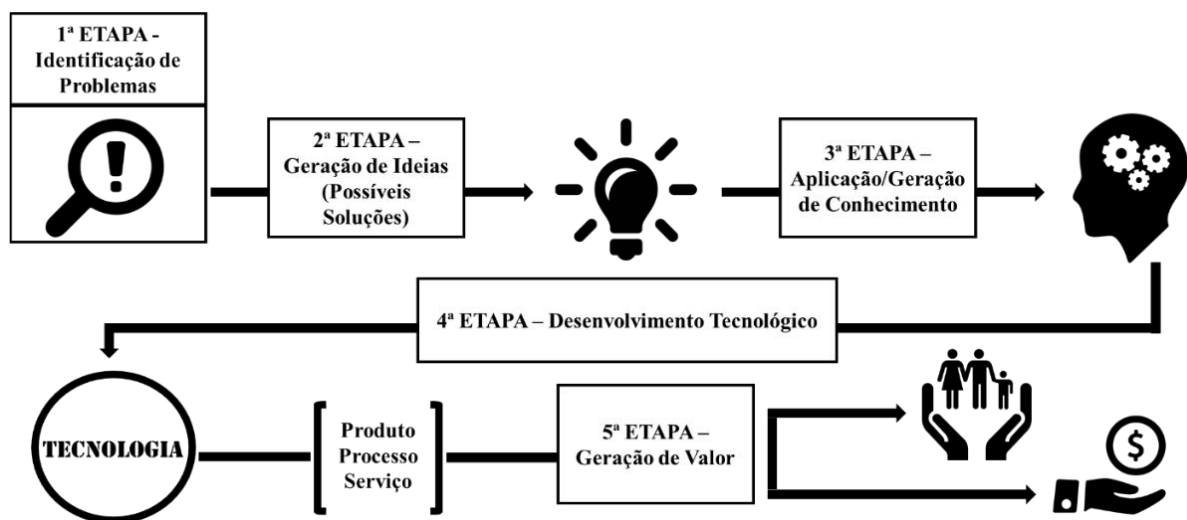 1ª ETAPA -
Identificação de
Problemas
2ª ETAPA –
Geração de Ideias
(Possíveis
Soluções)
3ª ETAPA –
Aplicação/Geração
de Conhecimento
4ª ETAPA – Desenvolvimento Tecnológico
TECNOLOGIA
Produto
Processo
Serviço
5ª ETAPA –
Geração de Valor
$